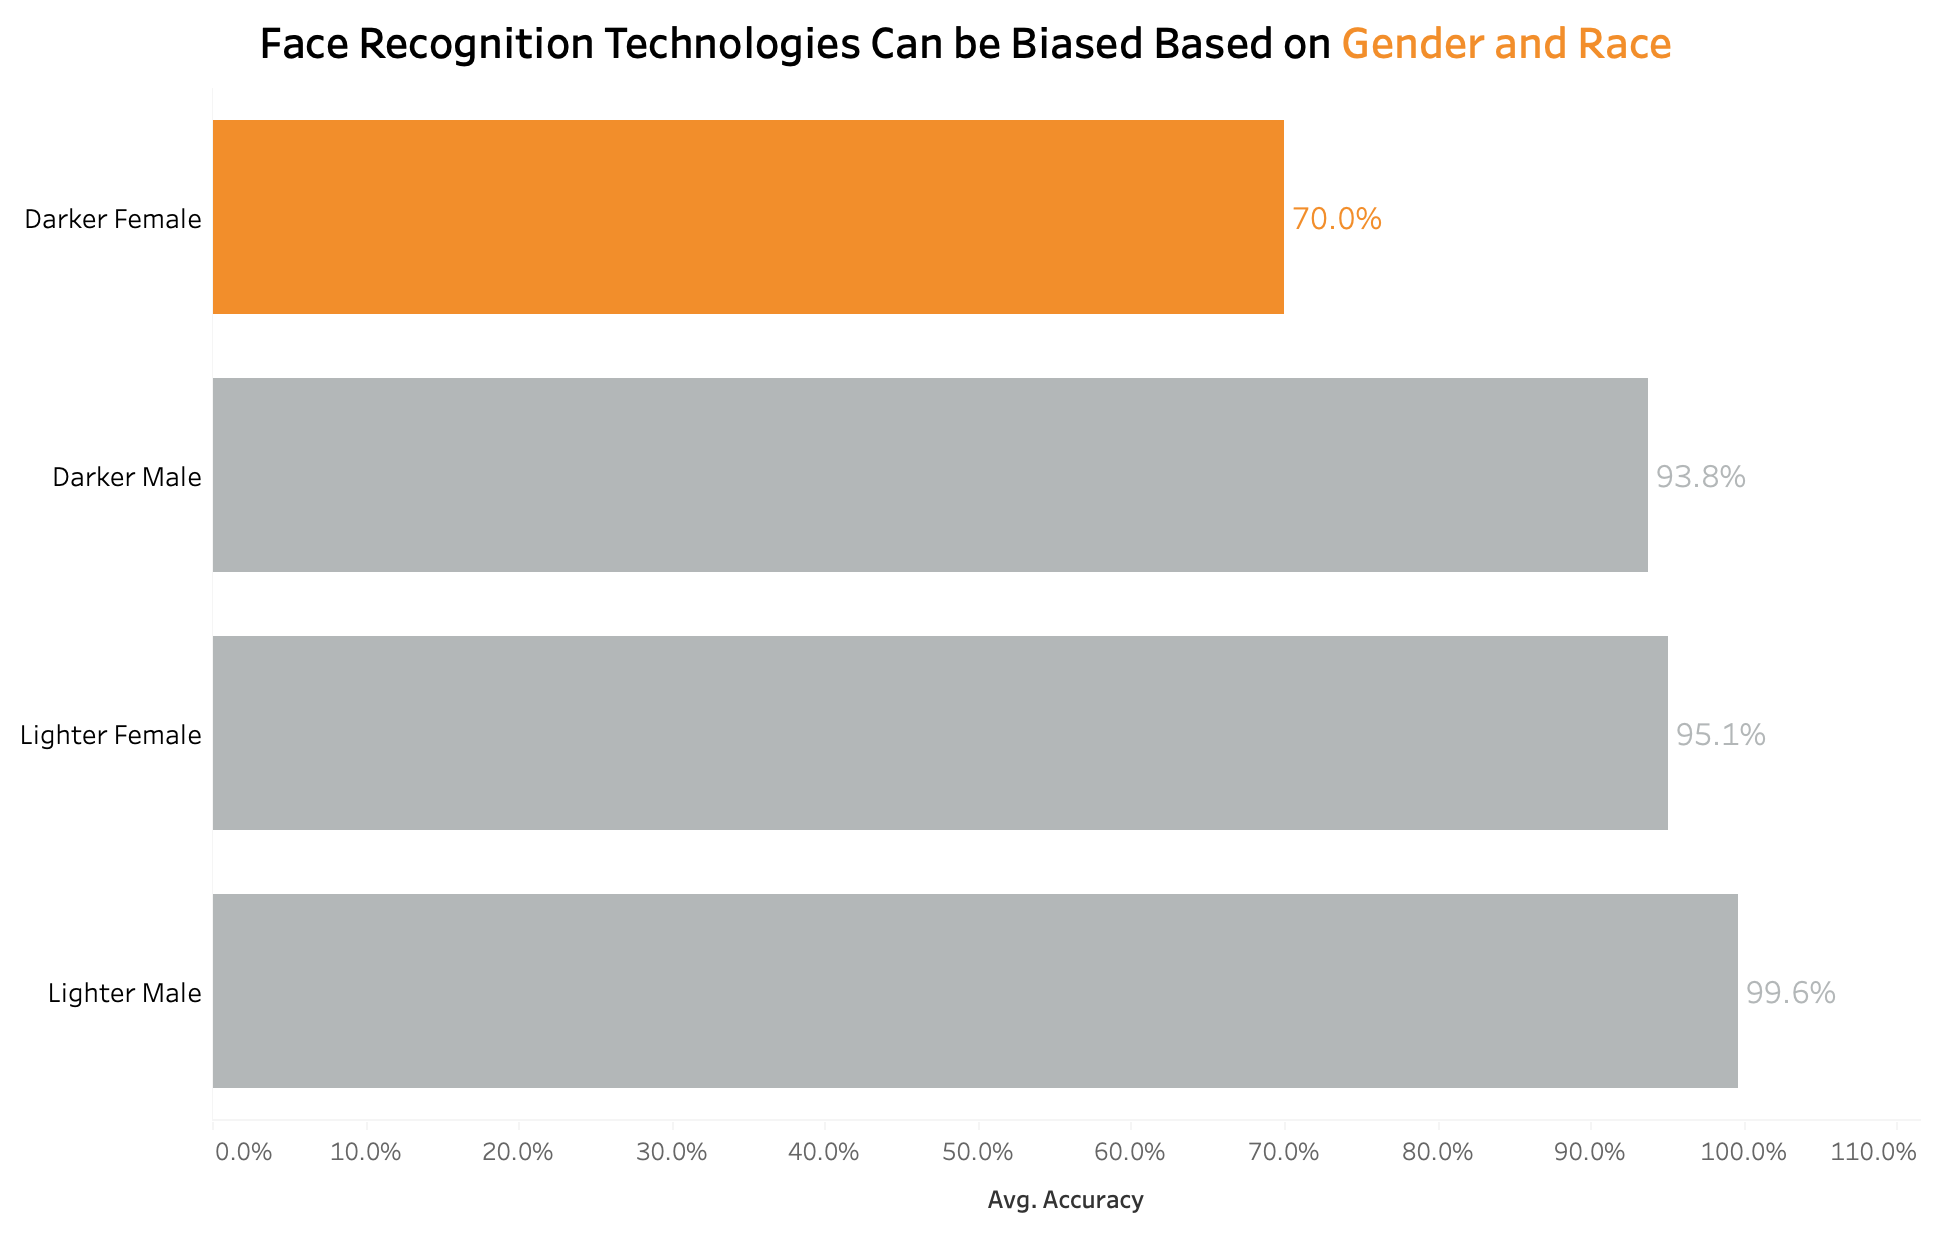 Face Recognition Technologies Can be Biased Based on Gender and Race
Darker Female
70.0%
Darker Male
93.8%
Lighter Female
95.1%
Lighter Male
99.6%
0.0% 10.0% 20.0% 30.0% 40.0% 50.0% 60.0% 70.0% 80.0% 90.0% 100.0% 110.0%
Avg. Accuracy